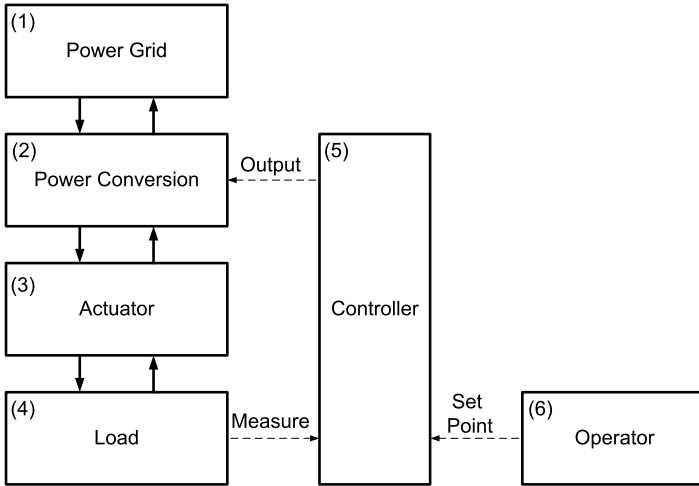 (1)
Power Grid
(2)
Power Conversion
Output
(5)
(3)
Actuator
Controller
(4)
Load
Measure
Set
Point
(6)
Operator